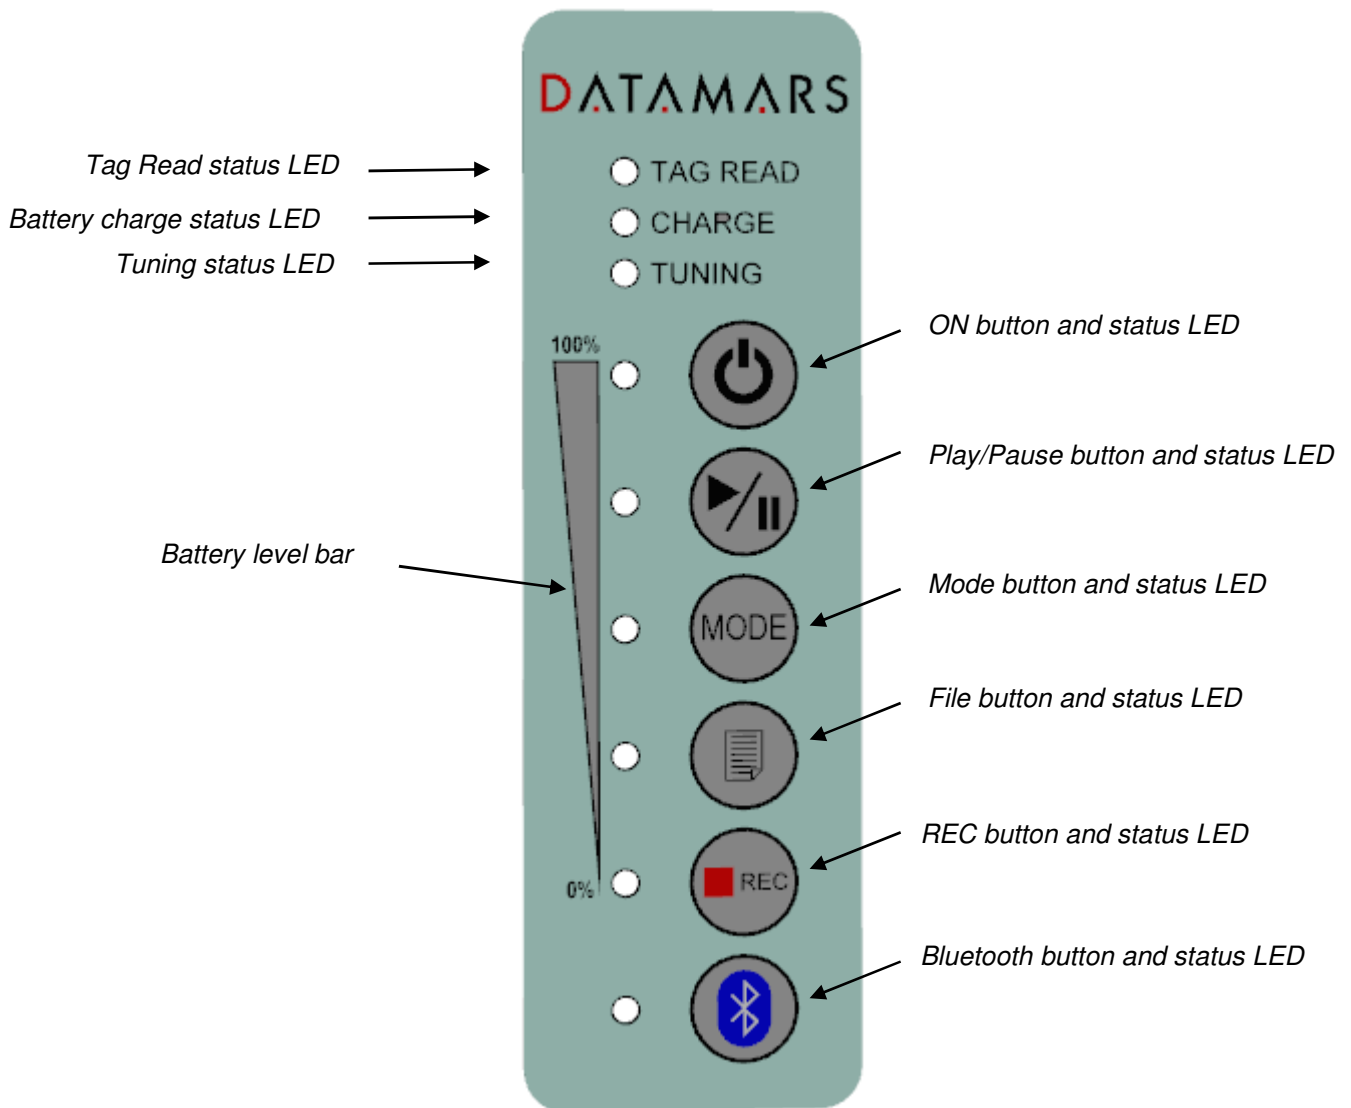 DATAMARS
Tag Read status LED
TAG READ
Battery charge status LED
CHARGE
Tuning status LED
TUNING
ON button and status LED
100%
Play/Pause button and status LED
Battery level bar
Mode button and status LED
MODE
File button and status LED
REC button and status LED
REC
0%
Bluetooth button and status LED